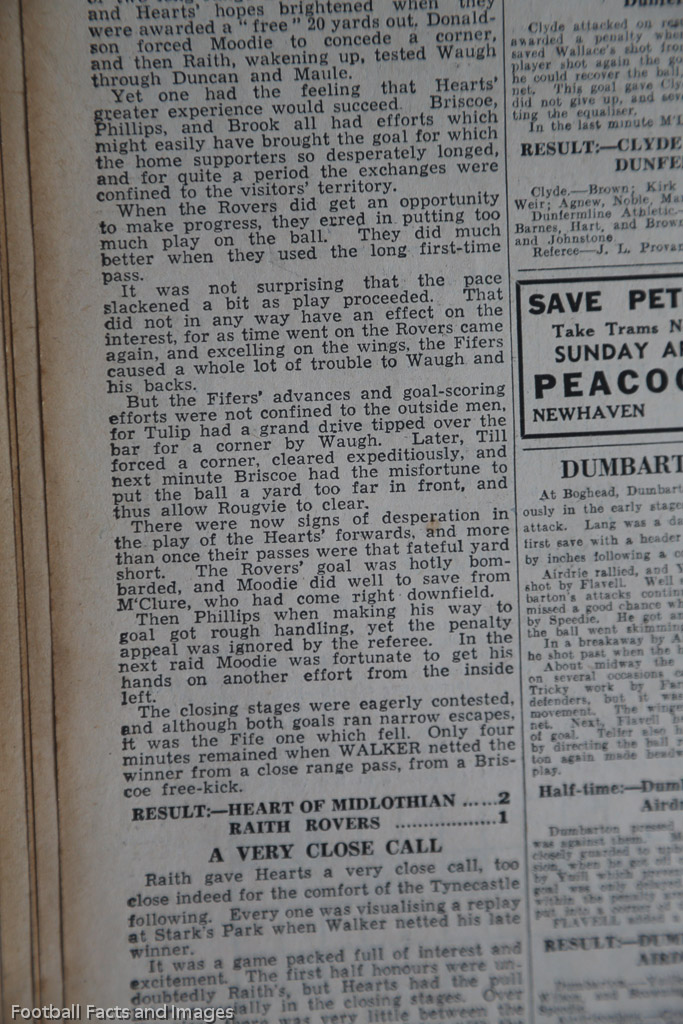 and Hearts' hopes brightened when they
were awarded a "free" 20 yards out. Donald-
son forced Moodie to concede a corner,
and then Raith, wakening up, tested Waugh
through Duncan and Maule.
Yet one had the feeling that Hearts'
greater experience would succeed. Briscoe,
Phillips, and Brook all had efforts which
might easily have brought the goal for which
the home supporters so desperately longed,
and for quite a period the exchanges were
confined to the visitors' territory.
When the Rovers did get an opportunity
to make progress, they erred in putting too
much play on the ball. They did much
better when they used the long first-time
pass.
It was not surprising that the pace
slackened a bit as play proceeded. That
did not in any way have an effect on the
interest, for as time went on the Rovers came
again, and excelling on the wings, the Fifers
caused a whole lot of trouble to Waugh and
his backs.
But the Fifers' advances and goal-scoring
efforts were not confined to the outside men,
for Tulip had a grand drive tipped over the
bar for a corner by Waugh. Later, Till
forced a corner, cleared expeditiously, and
next minute Briscoe had the misfortune to
put the ball a yard too far in front, and
thus allow Rougvie to clear.
There were now signs of desperation in
the play of the Hearts' forwards, and more
than once their passes were that fateful yard
short. The Rovers' goal was hotly bom-
barded, and Moodie did well to save from
M'Clure, who had come right downfield.
Then Phillips when making his way to
goal got rough handling, yet the penalty
appeal was ignored by the referee. In the
next raid Moodie was fortunate to get his
hands on another effort from the inside
left.
The closing stages were eagerly contested,
and although both goals ran narrow escapes,
it was the Fife one which fell. Only four
minutes remained when WALKER netted the
winner from a close range pass, from a Bris-
coe free-kick.
RESULT:—HEART OF MIDLOTHIAN ......2
RAITH ROVERS ..................1
A VERY CLOSE CALL
Raith gave Hearts a very close call, too
close indeed for the comfort of the Tynecastle
following. Every one was visualising a replay
at Stark's Park when Walker netted his late
winner.
It was a game packed full of interest and
excitement. The first half honours were un-
doubtedly Raith's, but Hearts had the pull
in the closing stages. Over
was very little between the
Clyde attacked on
awarded a penalty when
saved Wallace's shot from
player shot again the
he could recover the ball,
net. This goal gave
did not give up, and
ting the equaliser.
In the last minute
RESULT:—CLYDE
DUNFE
Clyde.—Brown; Kirk
Weir; Agnew, Noble,
Dunfermline Athletic.—
Barnes, Hart, and Brown
and Johnstone.
Referee—J. L. Provan
SAVE PET
Take Trams N
SUNDAY A
PEACO
NEWHAVEN
DUMBART
At Boghead, Dumbart
ously in the early stage
attack. Lang was a
first save with a header
by inches following a
Airdrie rallied, and
shot by Flavell. Well
barton's attacks contin
missed a good chance
by Speedie. He got
the ball went skimming
In a breakaway by A
he shot past when the
About midway the
on several occasions
Tricky work by
defenders, but it was
movement. The winge
net. Next, Flavell
of goal. Telfer also
by directing the ball
ton again made headw
play.
Half-time:—Dumb
Airdr
Dumbarton pressed
was against them.
closely guarded
RESULT:—DUM
AIRD
Football Facts and Images